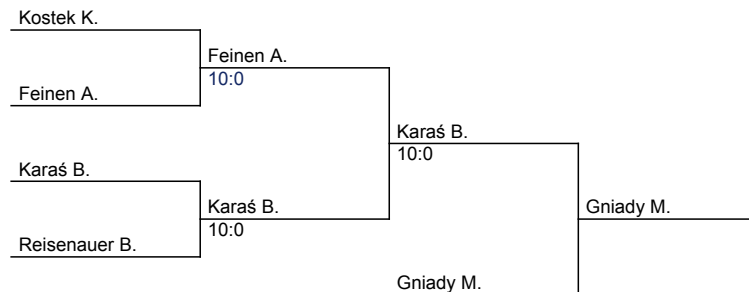 Kostek K.
Feinen A.
10:0
Feinen A.
Karaś B.
10:0
Karaś B.
Karaś B.
10:0
Gniady M.
Reisenauer B.
Gniady M.